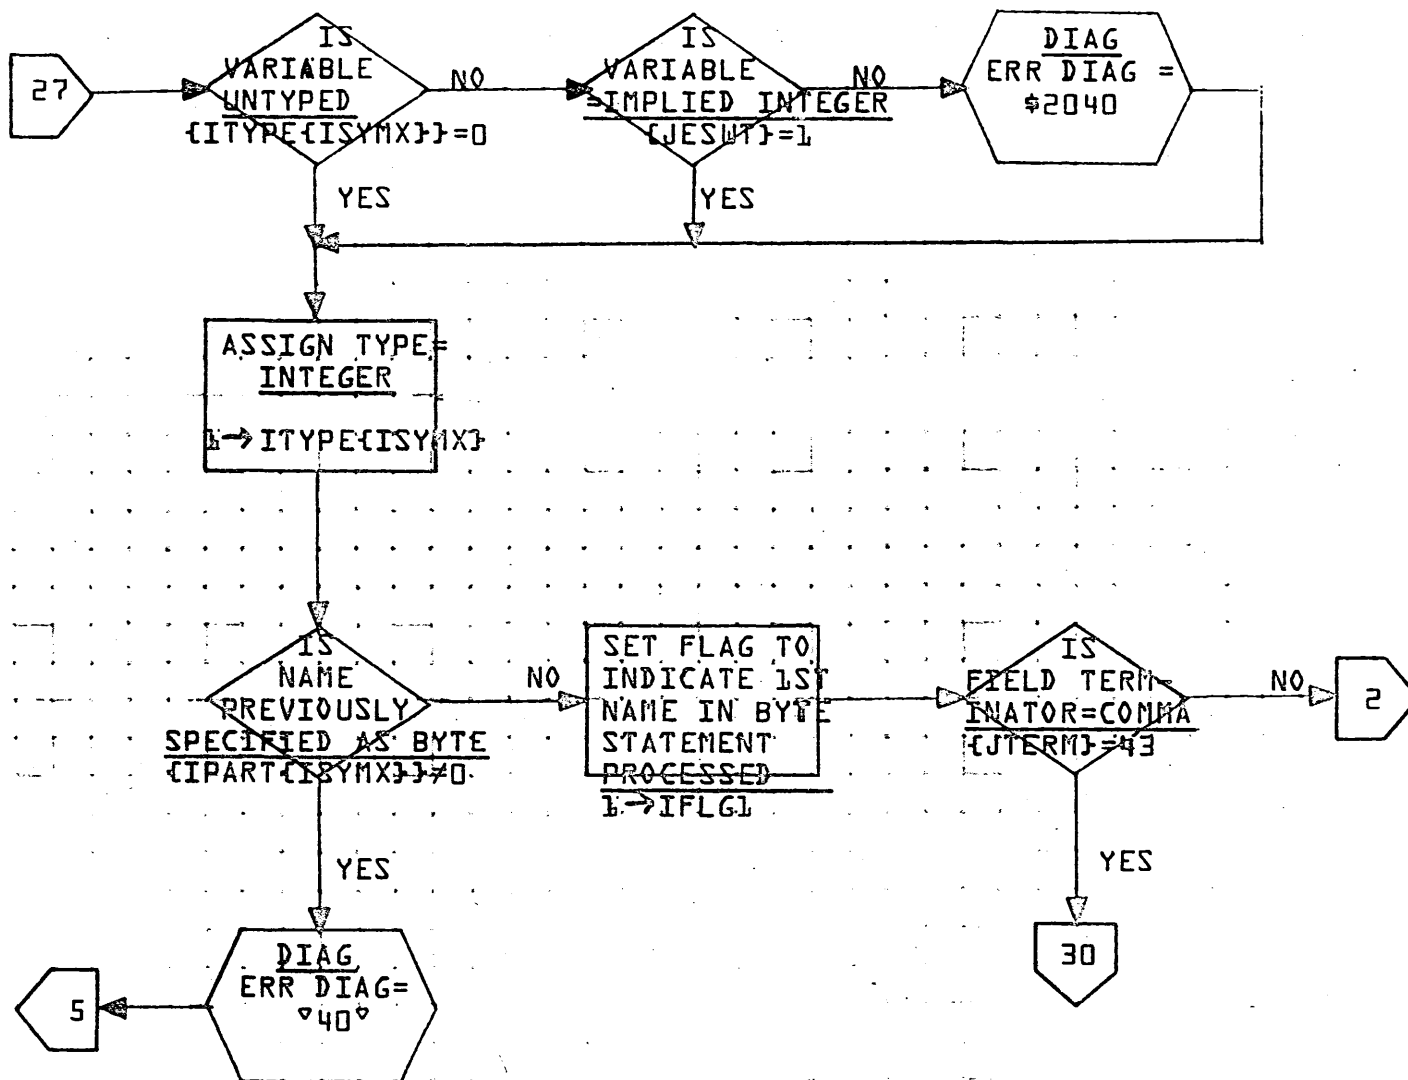 27
IS
VARIABLE
UNTYPED
{ITYPE{ISYMX}}=0
NO
YES
IS
VARIABLE
=IMPLIED INTEGER
{JESWT}=1
NO
YES
DIAG
ERR DIAG =
$2040
ASSIGN TYPE=
INTEGER
1→ITYPE{ISYMX}
IS
NAME
PREVIOUSLY
SPECIFIED AS BYTE
{IPART{ISYMX}}≠0
NO
YES
SET FLAG TO
INDICATE 1ST
NAME IN BYTE
STATEMENT
PROCESSED
1→IFLG1
IS
FIELD TERM-
INATOR=COMMA
{JTERM}=43
NO
2
YES
30
DIAG
ERR DIAG=
▽40▽
5